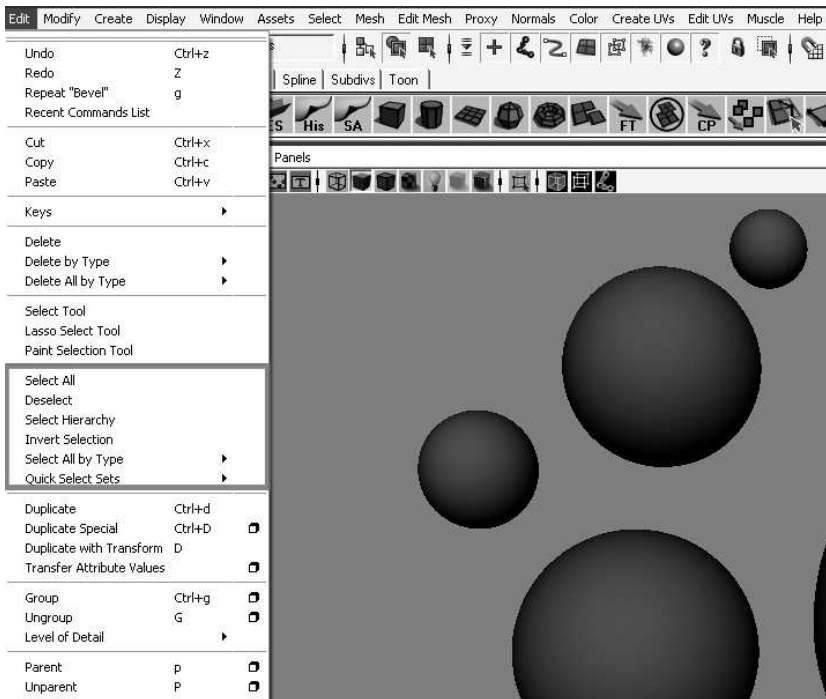 Edit Modify Create Display Window Assets Select Mesh Edit Mesh Proxy Normals Color Create UVs Edit UVs Muscle Help
Undo Ctrl+z
Redo Z
Repeat "Bevel" g
Recent Commands List
Cut Ctrl+x
Copy Ctrl+c
Paste Ctrl+v
Keys
Delete
Delete by Type
Delete All by Type
Select Tool
Lasso Select Tool
Paint Selection Tool
Select All
Deselect
Select Hierarchy
Invert Selection
Select All by Type
Quick Select Sets
Duplicate Ctrl+d
Duplicate Special Ctrl+D
Duplicate with Transform D
Transfer Attribute Values
Group Ctrl+g
Ungroup G
Level of Detail
Parent p
Unparent P
Spline Subdivs Toon
His SA FT CP
Panels